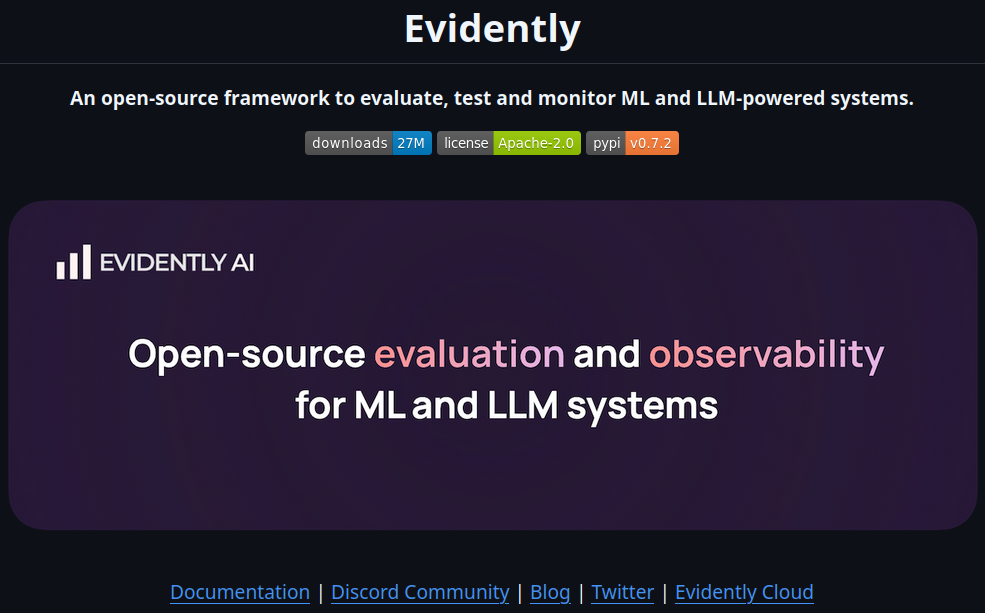 Evidently
An open-source framework to evaluate, test and monitor ML and LLM-powered systems.
downloads 27M license Apache-2.0 pypi v0.7.2
EVIDENTLY AI
Open-source evaluation and observability
for ML and LLM systems
Documentation | Discord Community | Blog | Twitter | Evidently Cloud